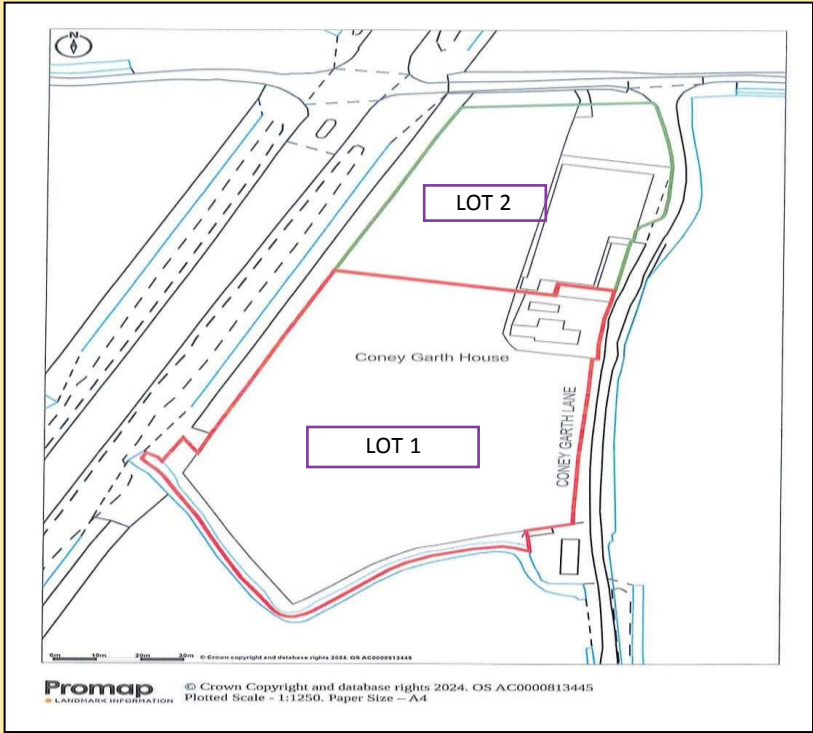 N
LOT 2
Coney Garth House
CONEY GARTH LANE
LOT 1
0m 10m 20m 30m © Crown copyright and database rights 2024. OS AC0000813445
Promap
LANDMARK INFORMATION
© Crown Copyright and database rights 2024. OS AC0000813445
Plotted Scale - 1:1250. Paper Size – A4